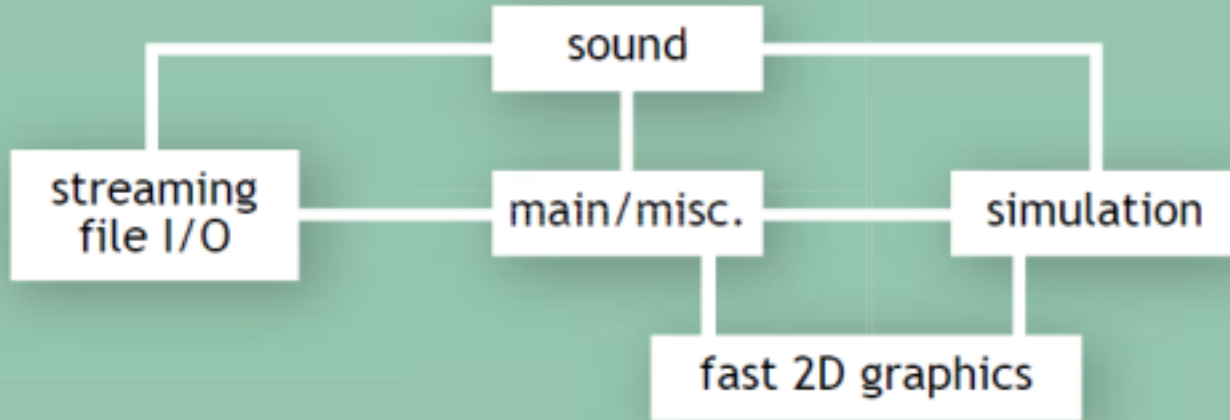 sound
streaming
file I/O
main/misc.
simulation
fast 2D graphics